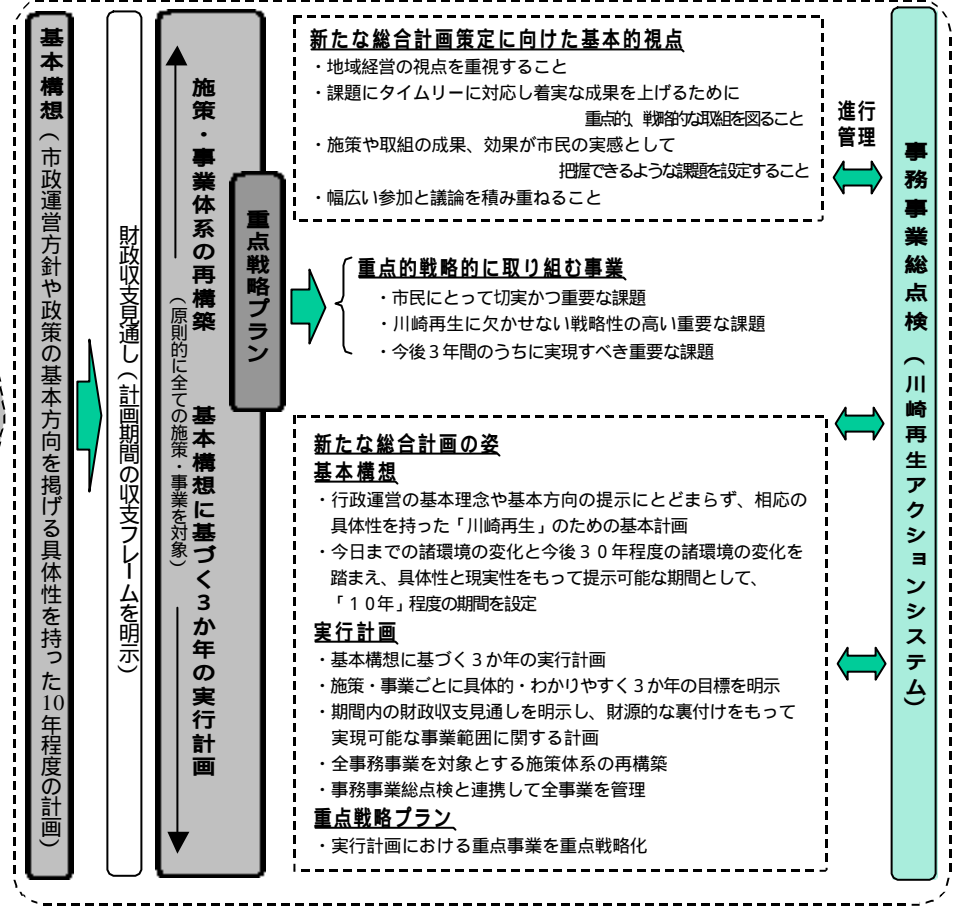 基本構想（市政運営方針や政策の基本方向を掲げる具体性を持った10年程度の計画）
財政収支見通し（計画期間の収支フレームを明示）
施策・事業体系の再構築
（原則的に全ての施策・事業を対象）
基本構想に基づく３か年の実行計画
重点戦略プラン
新たな総合計画策定に向けた基本的視点
・地域経営の視点を重視すること
・課題にタイムリーに対応し着実な成果を上げるために
重点的、戦略的な取組を図ること
・施策や取組の成果、効果が市民の実感として
把握できるような課題を設定すること
・幅広い参加と議論を積み重ねること
重点的戦略的に取り組む事業
・市民にとって切実かつ重要な課題
・川崎再生に欠かせない戦略性の高い重要な課題
・今後３年間のうちに実現すべき重要な課題
新たな総合計画の姿
基本構想
・行政運営の基本理念や基本方向の提示にとどまらず、相応の
具体性を持った「川崎再生」のための基本計画
・今日までの諸環境の変化と今後３０年程度の諸環境の変化を
踏まえ、具体性と現実性をもって提示可能な期間として、
「１０年」程度の期間を設定
実行計画
・基本構想に基づく３か年の実行計画
・施策・事業ごとに具体的・わかりやすく３か年の目標を明示
・期間内の財政収支見通しを明示し、財源的な裏付けをもって
実現可能な事業範囲に関する計画
・全事務事業を対象とする施策体系の再構築
・事務事業総点検と連携して全事業を管理
重点戦略プラン
・実行計画における重点事業を重点戦略化
進行
管理
事務事業総点検（川崎再生アクションシステム）